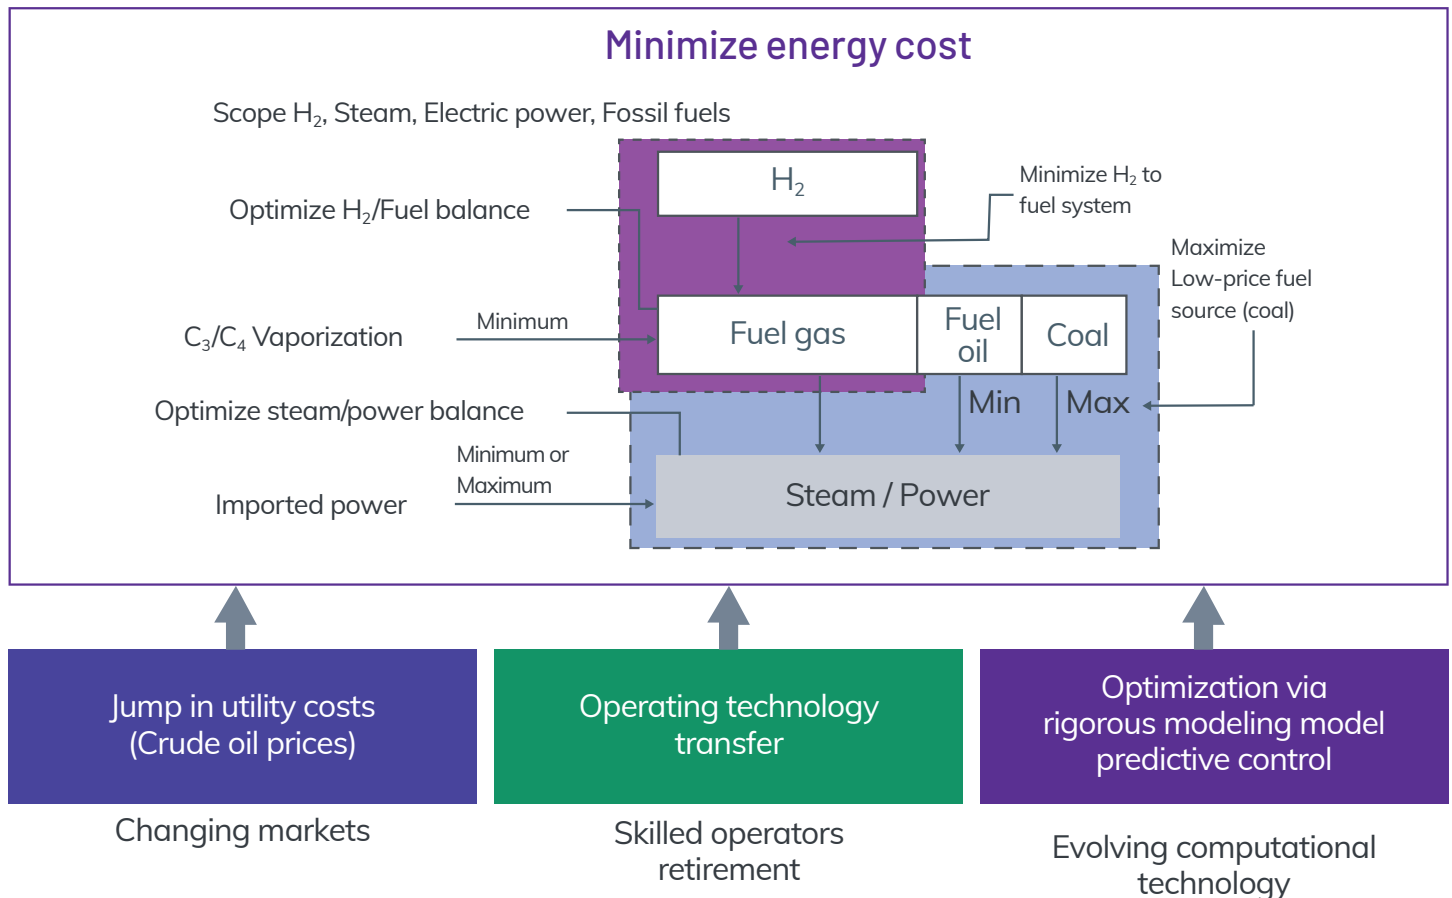 Minimize energy cost
Scope H₂, Steam, Electric power, Fossil fuels
H₂
Minimize H₂ to
fuel system
Optimize H₂/Fuel balance
Maximize
Low-price fuel
source (coal)
C₃/C₄ Vaporization
Minimum
Fuel gas
Fuel
oil
Coal
Optimize steam/power balance
Min
Max
Minimum or
Maximum
Imported power
Steam / Power
Jump in utility costs
(Crude oil prices)
Changing markets
Operating technology
transfer
Skilled operators
retirement
Optimization via
rigorous modeling model
predictive control
Evolving computational
technology